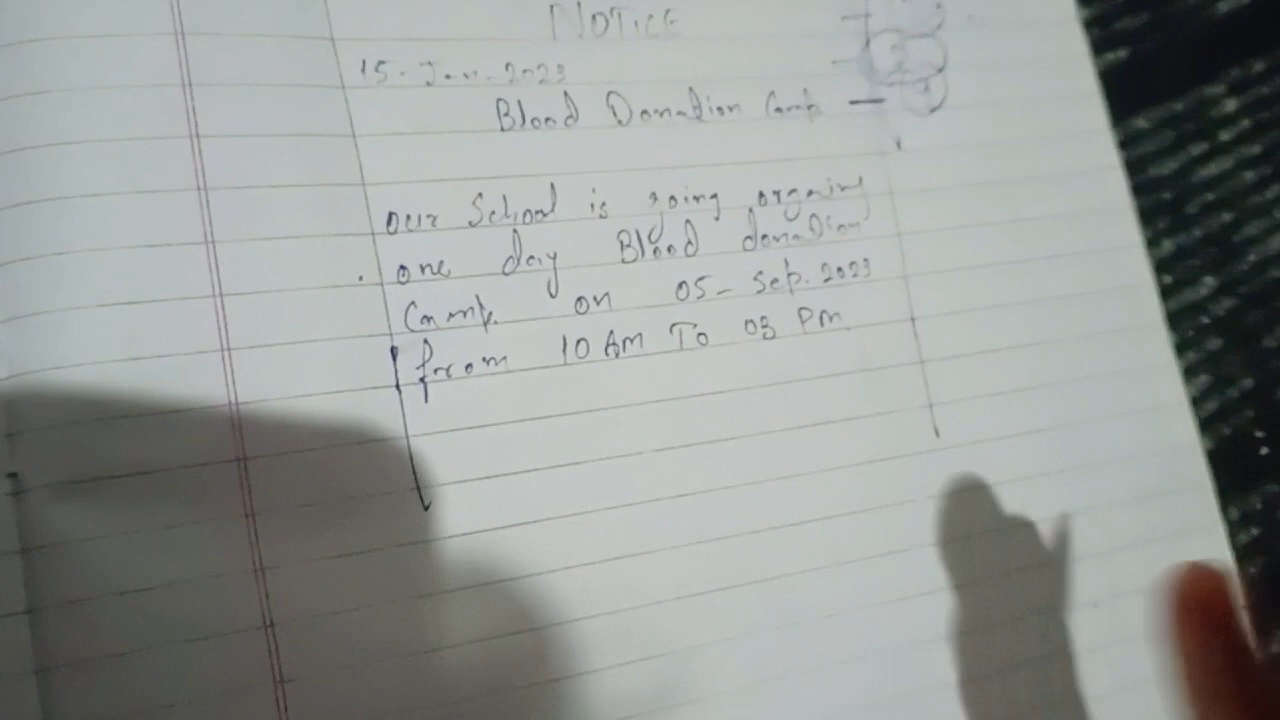 NOTICE
15-Jan-2023
Blood Donation Camp
our School is going orgaing
one day Blood donation
Camp on 05-Sep.2023
from 10 AM To 03 PM